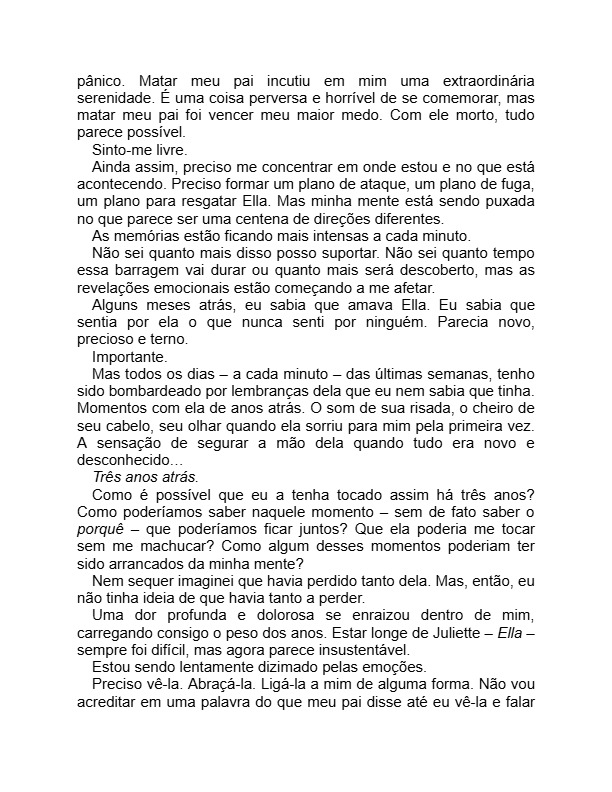 pânico. Matar meu pai incutiu em mim uma extraordinária
serenidade. É uma coisa perversa e horrível de se comemorar, mas
matar meu pai foi vencer meu maior medo. Com ele morto, tudo
parece possível.
Sinto-me livre.
Ainda assim, preciso me concentrar em onde estou e no que está
acontecendo. Preciso formar um plano de ataque, um plano de fuga,
um plano para resgatar Ella. Mas minha mente está sendo puxada
no que parece ser uma centena de direções diferentes.
As memórias estão ficando mais intensas a cada minuto.
Não sei quanto mais disso posso suportar. Não sei quanto tempo
essa barragem vai durar ou quanto mais será descoberto, mas as
revelações emocionais estão começando a me afetar.
Alguns meses atrás, eu sabia que amava Ella. Eu sabia que
sentia por ela o que nunca senti por ninguém. Parecia novo,
precioso e terno.
Importante.
Mas todos os dias – a cada minuto – das últimas semanas, tenho
sido bombardeado por lembranças dela que eu nem sabia que tinha.
Momentos com ela de anos atrás. O som de sua risada, o cheiro de
seu cabelo, seu olhar quando ela sorriu para mim pela primeira vez.
A sensação de segurar a mão dela quando tudo era novo e
desconhecido…
Três anos atrás.
Como é possível que eu a tenha tocado assim há três anos?
Como poderíamos saber naquele momento – sem de fato saber o
porquê – que poderíamos ficar juntos? Que ela poderia me tocar
sem me machucar? Como algum desses momentos poderiam ter
sido arrancados da minha mente?
Nem sequer imaginei que havia perdido tanto dela. Mas, então, eu
não tinha ideia de que havia tanto a perder.
Uma dor profunda e dolorosa se enraizou dentro de mim,
carregando consigo o peso dos anos. Estar longe de Juliette – Ella –
sempre foi difícil, mas agora parece insustentável.
Estou sendo lentamente dizimado pelas emoções.
Preciso vê-la. Abraçá-la. Ligá-la a mim de alguma forma. Não vou
acreditar em uma palavra do que meu pai disse até eu vê-la e falar